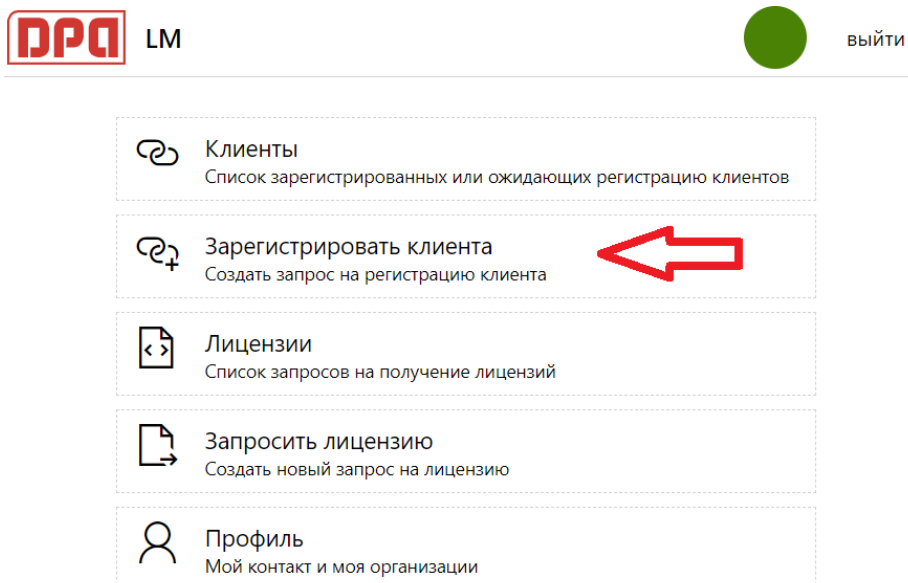 DPA LM
выйти
Клиенты
Список зарегистрированных или ожидающих регистрацию клиентов
Зарегистрировать клиента
Создать запрос на регистрацию клиента
Лицензии
Список запросов на получение лицензий
Запросить лицензию
Создать новый запрос на лицензию
Профиль
Мой контакт и моя организации